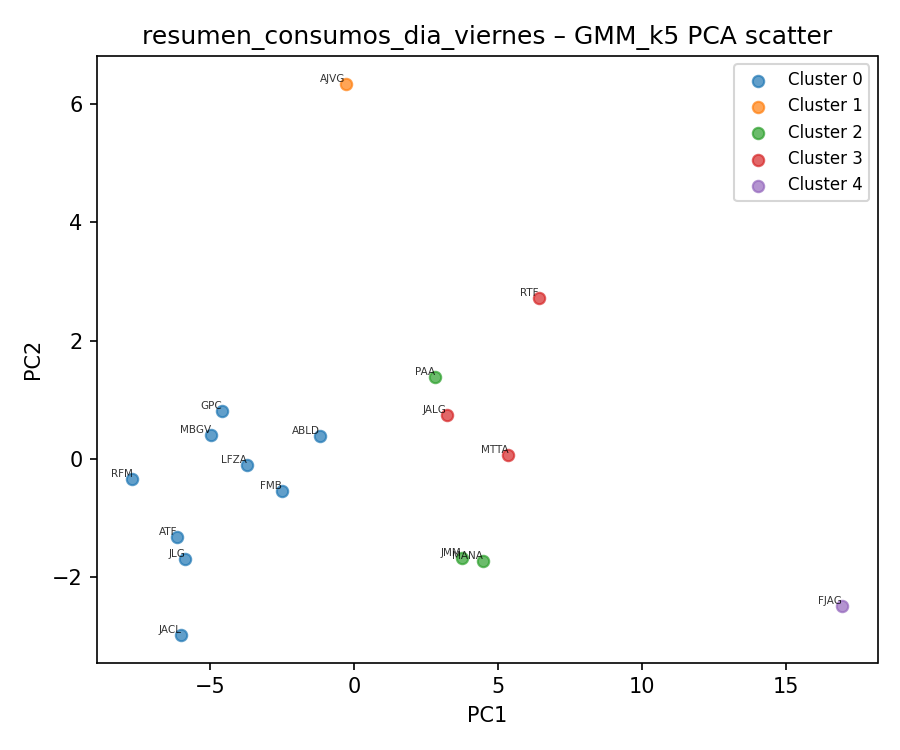 resumen_consumos_dia_viernes – GMM_k5 PCA scatter
Cluster 0
Cluster 1
Cluster 2
Cluster 3
Cluster 4
AJVG
RTF
PAA
JALG
GPC
MBGV
ABLD
MTTA
LFZA
RFM
FMB
ATF
JLG
JMM
MANA
FJAG
JACL
6
4
2
0
−2
PC2
−5
0
5
10
15
PC1